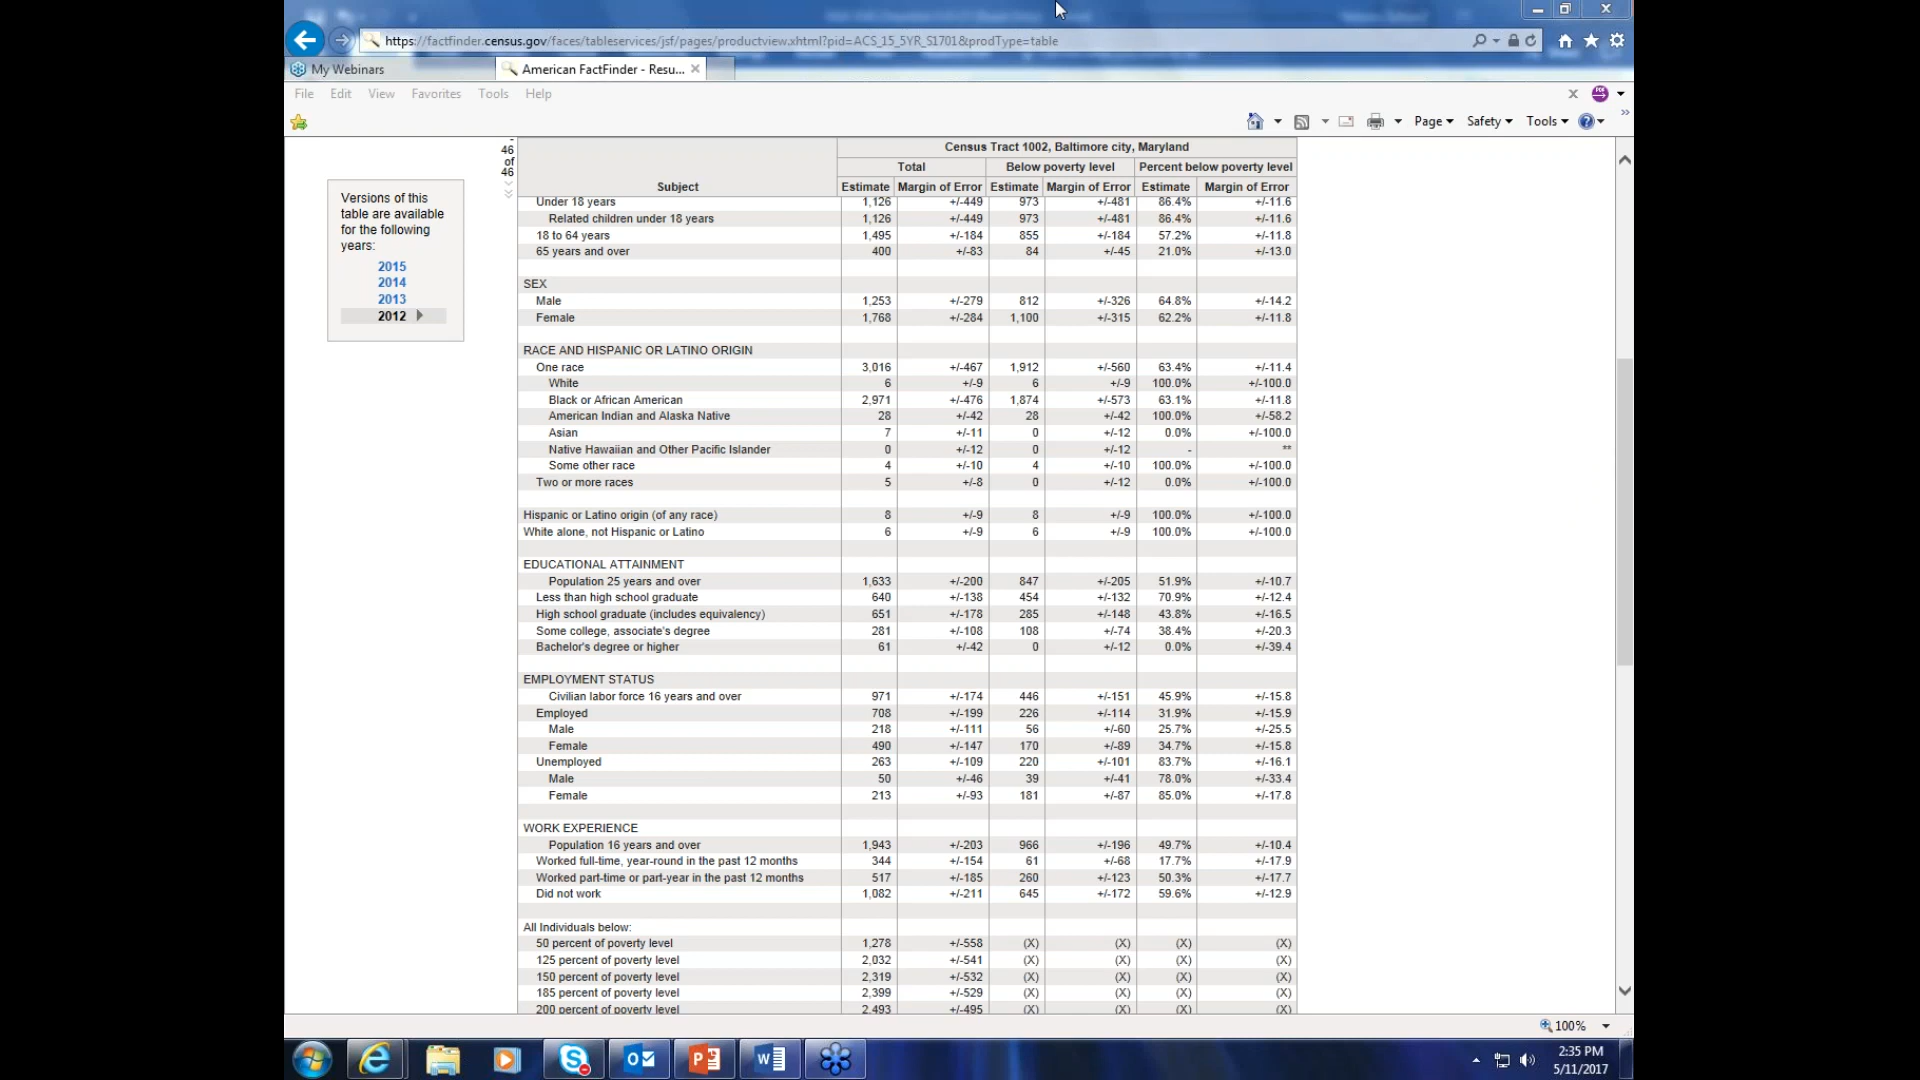 https://factfinder.census.gov/faces/tableservices/jsf/pages/productview.xhtml?pid=ACS_15_5YR_S1701&prodType=table
My Webinars American FactFinder - Resu...
File Edit View Favorites Tools Help
Page Safety Tools
46
of
46
Versions of this
table are available
for the following
years:
2015
2014
2013
2012
Census Tract 1002, Baltimore city, Maryland
Total Below poverty level Percent below poverty level
Subject Estimate Margin of Error Estimate Margin of Error Estimate Margin of Error
Under 18 years 1,126 +/-449 973 +/-481 86.4% +/-11.6
Related children under 18 years 1,126 +/-449 973 +/-481 86.4% +/-11.6
18 to 64 years 1,495 +/-184 855 +/-184 57.2% +/-11.8
65 years and over 400 +/-83 84 +/-45 21.0% +/-13.0
SEX
Male 1,253 +/-279 812 +/-326 64.8% +/-14.2
Female 1,768 +/-284 1,100 +/-315 62.2% +/-11.8
RACE AND HISPANIC OR LATINO ORIGIN
One race 3,016 +/-467 1,912 +/-560 63.4% +/-11.4
White 6 +/-9 6 +/-9 100.0% +/-100.0
Black or African American 2,971 +/-476 1,874 +/-573 63.1% +/-11.8
American Indian and Alaska Native 28 +/-42 28 +/-42 100.0% +/-58.2
Asian 7 +/-11 0 +/-12 0.0% +/-100.0
Native Hawaiian and Other Pacific Islander 0 +/-12 0 +/-12 - **
Some other race 4 +/-10 4 +/-10 100.0% +/-100.0
Two or more races 5 +/-8 0 +/-12 0.0% +/-100.0
Hispanic or Latino origin (of any race) 8 +/-9 8 +/-9 100.0% +/-100.0
White alone, not Hispanic or Latino 6 +/-9 6 +/-9 100.0% +/-100.0
EDUCATIONAL ATTAINMENT
Population 25 years and over 1,633 +/-200 847 +/-205 51.9% +/-10.7
Less than high school graduate 640 +/-138 454 +/-132 70.9% +/-12.4
High school graduate (includes equivalency) 651 +/-178 285 +/-148 43.8% +/-16.5
Some college, associate's degree 281 +/-108 108 +/-74 38.4% +/-20.3
Bachelor's degree or higher 61 +/-42 0 +/-12 0.0% +/-39.4
EMPLOYMENT STATUS
Civilian labor force 16 years and over 971 +/-174 446 +/-151 45.9% +/-15.8
Employed 708 +/-199 226 +/-114 31.9% +/-15.9
Male 218 +/-111 56 +/-60 25.7% +/-25.5
Female 490 +/-147 170 +/-89 34.7% +/-15.8
Unemployed 263 +/-109 220 +/-101 83.7% +/-16.1
Male 50 +/-46 39 +/-41 78.0% +/-33.4
Female 213 +/-93 181 +/-87 85.0% +/-17.8
WORK EXPERIENCE
Population 16 years and over 1,943 +/-203 966 +/-196 49.7% +/-10.4
Worked full-time, year-round in the past 12 months 344 +/-154 61 +/-68 17.7% +/-17.9
Worked part-time or part-year in the past 12 months 517 +/-185 260 +/-123 50.3% +/-17.7
Did not work 1,082 +/-211 645 +/-172 59.6% +/-12.9
All Individuals below:
50 percent of poverty level 1,278 +/-558 (X) (X) (X) (X)
125 percent of poverty level 2,032 +/-541 (X) (X) (X) (X)
150 percent of poverty level 2,319 +/-532 (X) (X) (X) (X)
185 percent of poverty level 2,399 +/-529 (X) (X) (X) (X)
200 percent of poverty level 2,493 +/-495 (X) (X) (X) (X)
100%
2:35 PM
5/11/2017